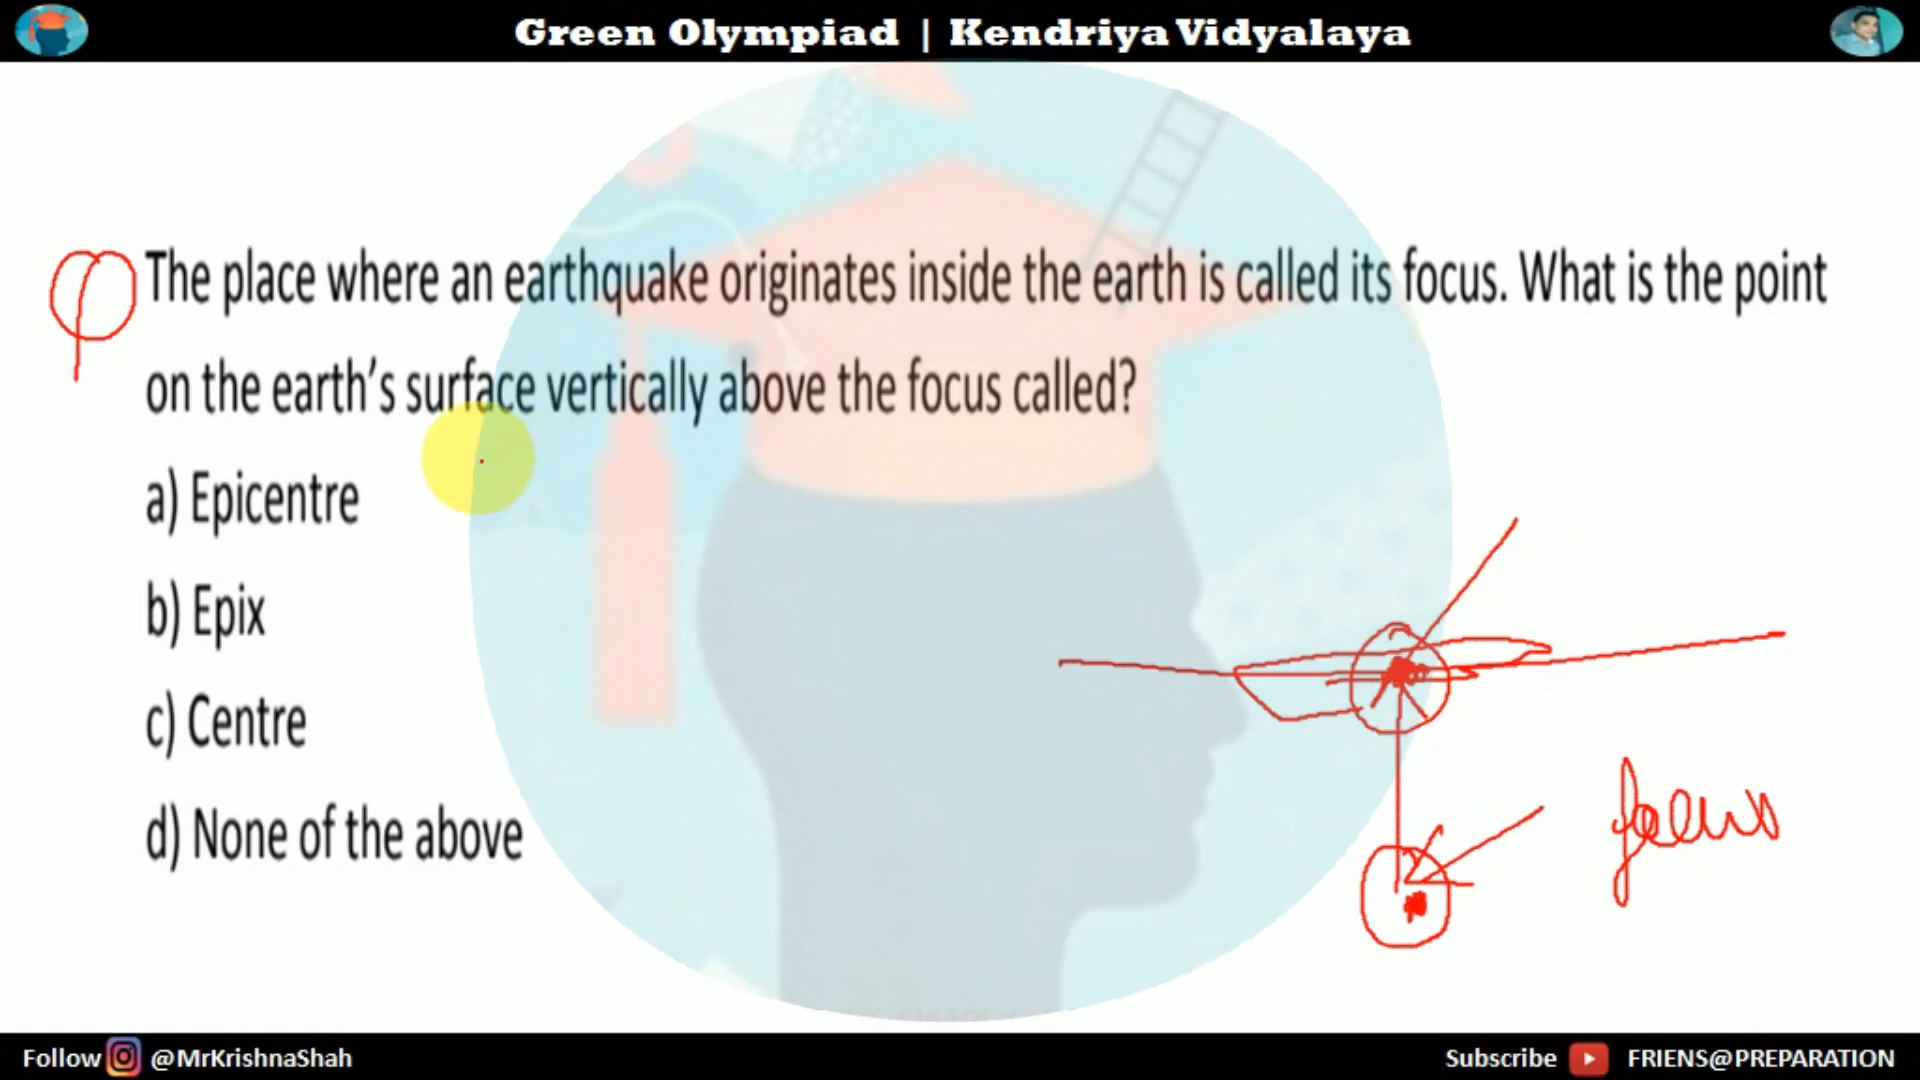 Green Olympiad | Kendriya Vidyalaya
The place where an earthquake originates inside the earth is called its focus. What is the point
on the earth's surface vertically above the focus called?
a) Epicentre
b) Epix
c) Centre
d) None of the above
focus
Follow @MrKrishnaShah
Subscribe FRIENS@PREPARATION